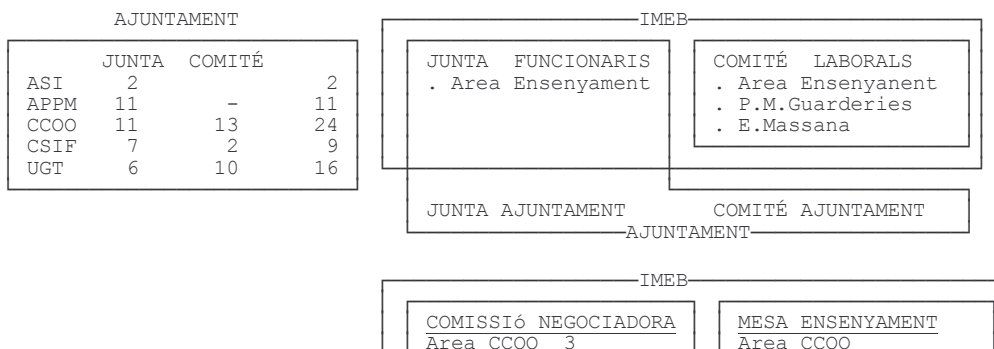 AJUNTAMENT
JUNTA COMITÉ
ASI 2 2
APPM 11 - 11
CCOO 11 13 24
CSIF 7 2 9
UGT 6 10 16
IMEB
JUNTA FUNCIONARIS
. Area Ensenyament
COMITÉ LABORALS
. Area Ensenyanent
. P.M.Guarderies
. E.Massana
JUNTA AJUNTAMENT COMITÉ AJUNTAMENT
AJUNTAMENT
IMEB
COMISSIó NEGOCIADORA
Area CCOO 3
MESA ENSENYAMENT
Area CCOO